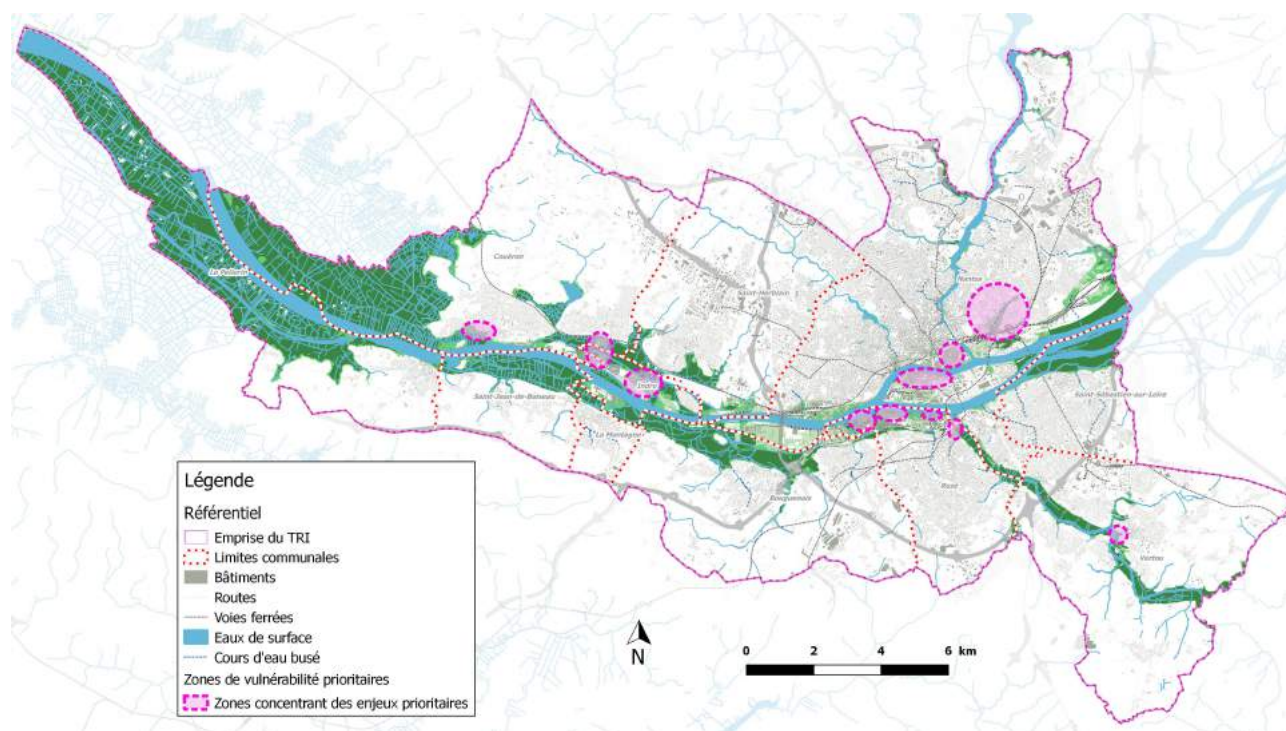 Couëron
Nantes
La Pellerin
Saint-Herblain
Indre
Saint-Jean-de-Boiseau
Saint-Sébastien-sur-Loire
La Montagne
Rezé
Bouguenais
Vertou
Légende
Référentiel
Emprise du TRI
Limites communales
Bâtiments
Routes
Voies ferrées
Eaux de surface
Cours d'eau busé
Zones de vulnérabilité prioritaires
Zones concentrant des enjeux prioritaires
N
0 2 4 6 km